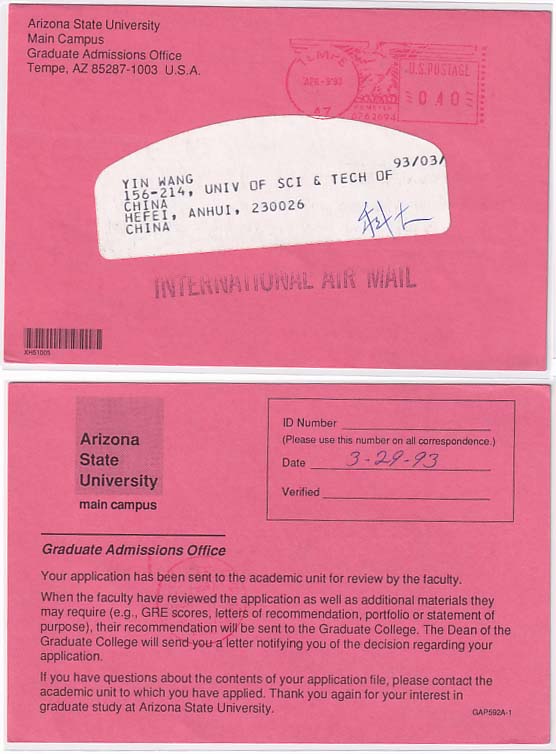 Arizona State University
Main Campus
Graduate Admissions Office
Tempe, AZ 85287-1003 U.S.A.
TEMPE
APR-9'93
AZ
U.S. POSTAGE
0.40
93/03/
YIN WANG
156-214, UNIV OF SCI & TECH OF
CHINA
HEFEI, ANHUI, 230026
CHINA
INTERNATIONAL AIR MAIL
XH51005
Arizona
State
University
main campus
ID Number
(Please use this number on all correspondence.)
Date 3-29-93
Verified
Graduate Admissions Office
Your application has been sent to the academic unit for review by the faculty.
When the faculty have reviewed the application as well as additional materials they
may require (e.g., GRE scores, letters of recommendation, portfolio or statement of
purpose), their recommendation will be sent to the Graduate College. The Dean of the
Graduate College will send you a letter notifying you of the decision regarding your
application.
If you have questions about the contents of your application file, please contact the
academic unit to which you have applied. Thank you again for your interest in
graduate study at Arizona State University.
GAP592A-1